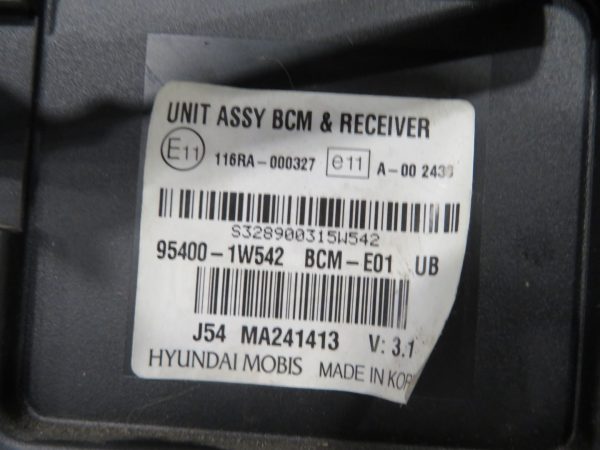 UNIT ASSY BCM & RECEIVER
E11 116RA-000327 e11 A-00
S328900315W542
95400-1W542 BCM-E01 UB
J54 MA241413 V: 3.1
HYUNDAI MOBIS MADE IN KOR